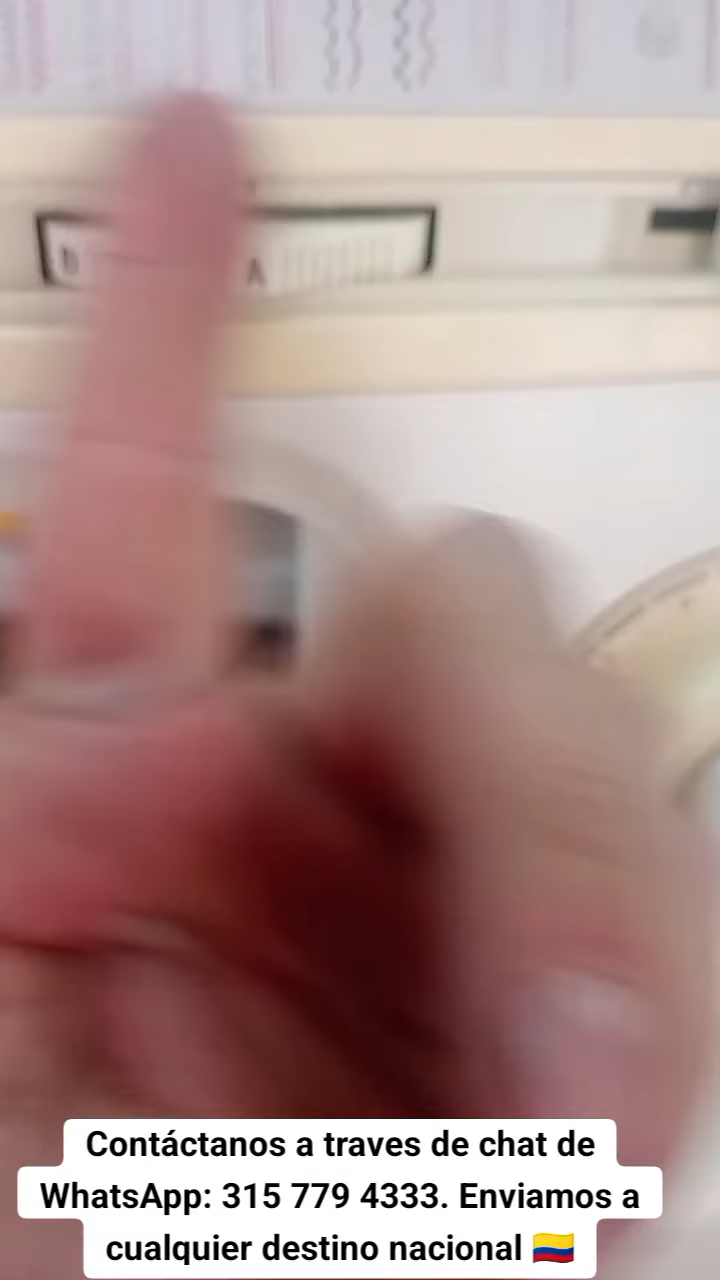 Contáctanos a traves de chat de
WhatsApp: 315 779 4333. Enviamos a
cualquier destino nacional 🇨🇴